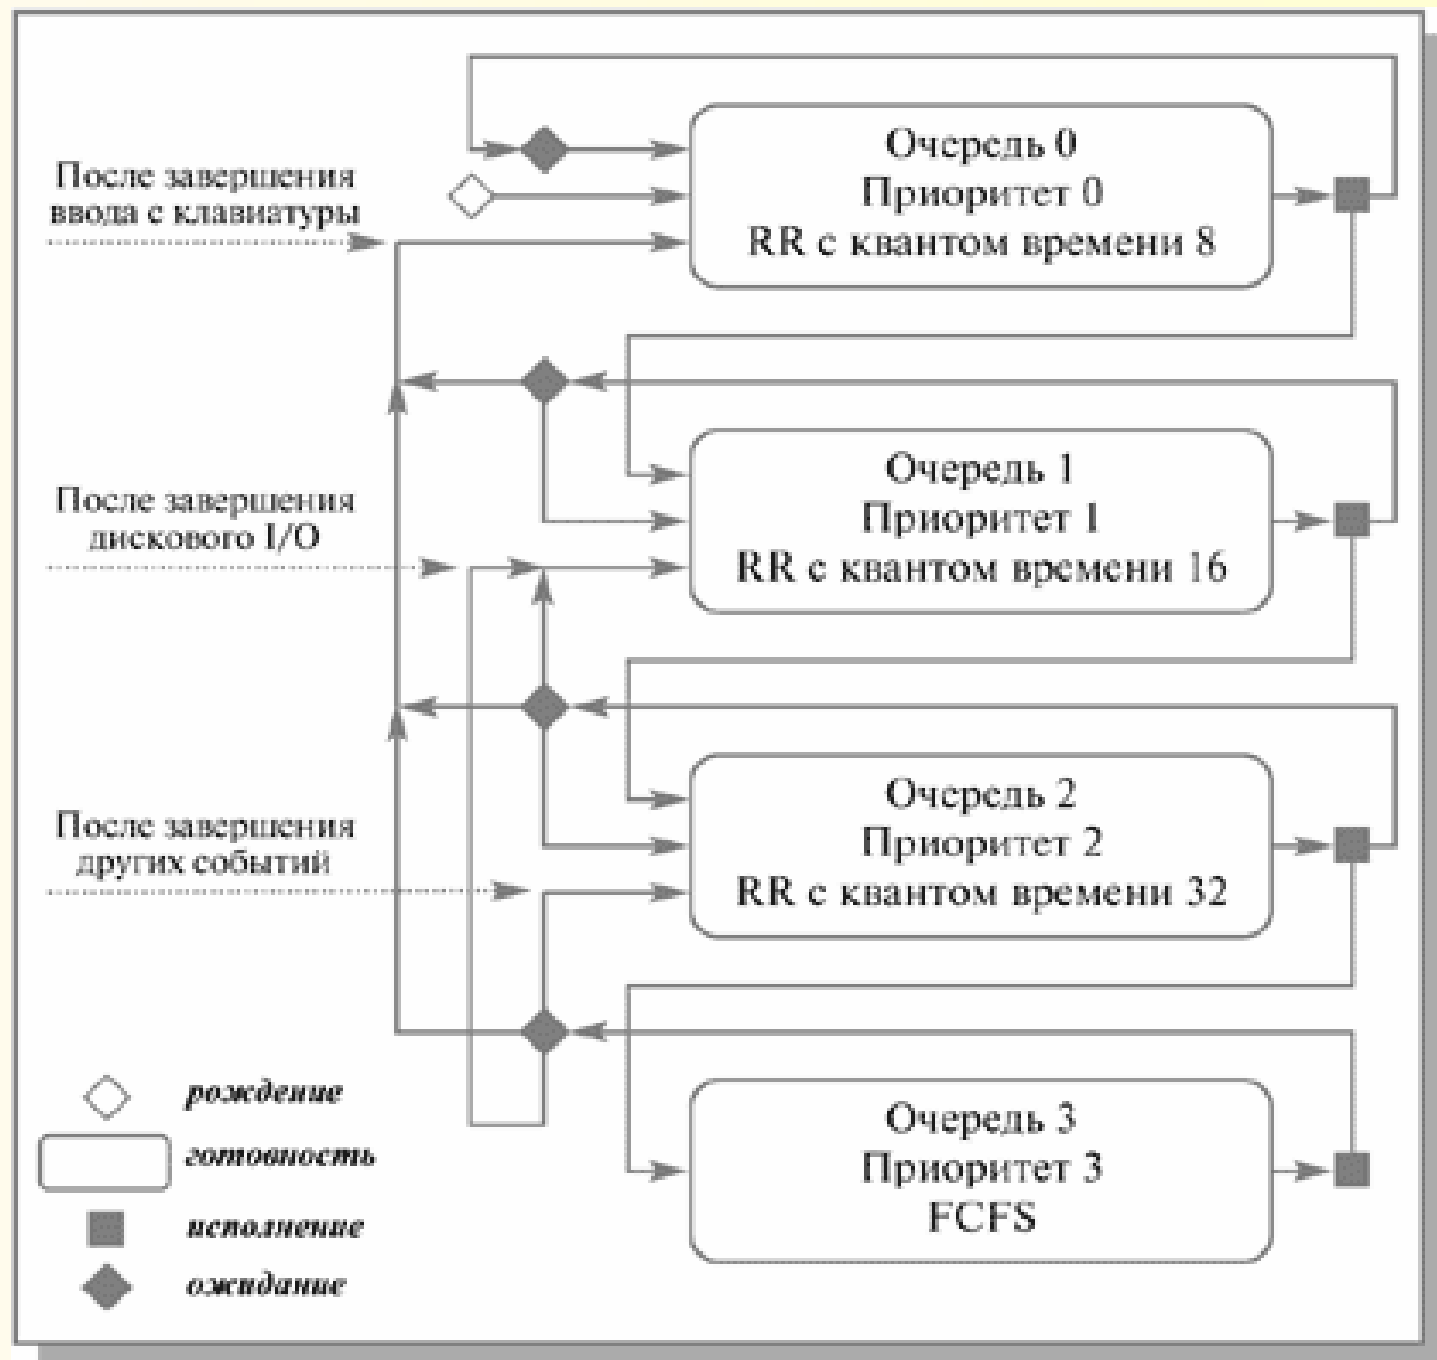 Очередь 0
Приоритет 0
RR с квантом времени 8
После завершения
ввода с клавиатуры
Очередь 1
Приоритет 1
RR с квантом времени 16
После завершения
дискового I/O
Очередь 2
Приоритет 2
RR с квантом времени 32
После завершения
других событий
Очередь 3
Приоритет 3
FCFS
рождение
готовность
исполнение
ожидание